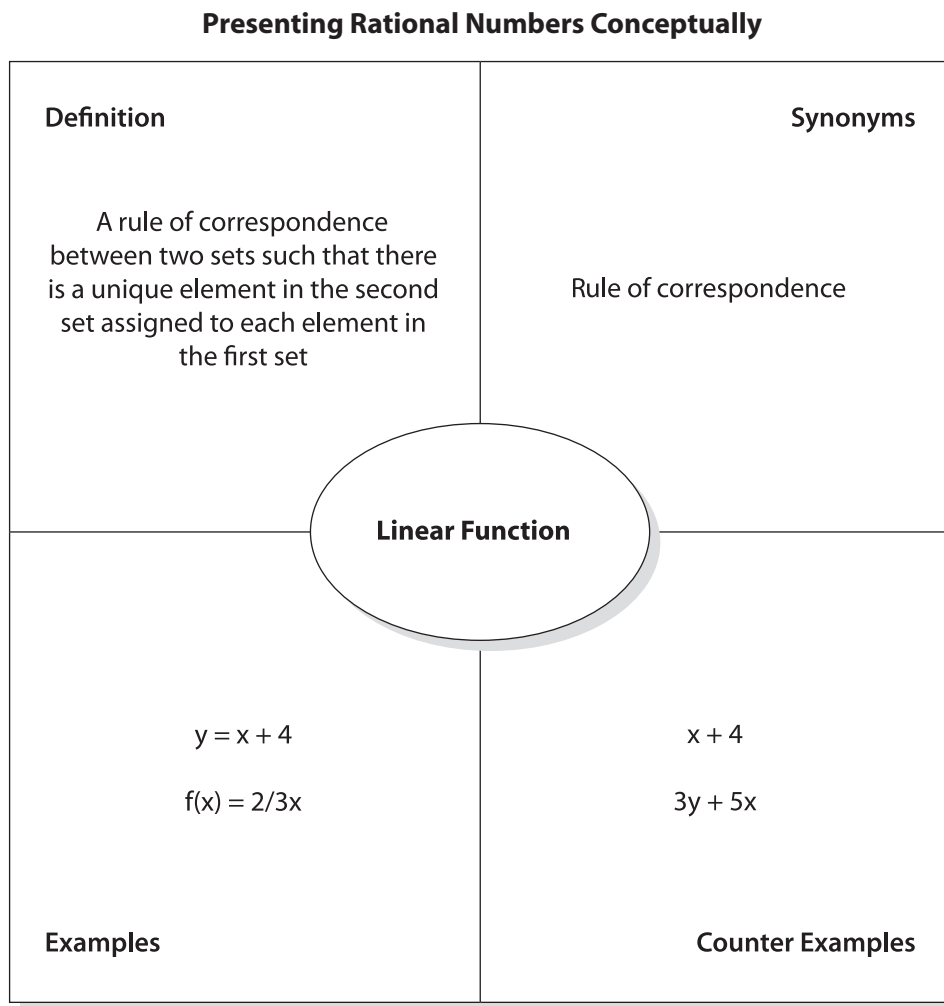 Presenting Rational Numbers Conceptually
Definition
A rule of correspondence
between two sets such that there
is a unique element in the second
set assigned to each element in
the first set
Synonyms
Rule of correspondence
Linear Function
y = x + 4
f(x) = 2/3x
Examples
x + 4
3y + 5x
Counter Examples